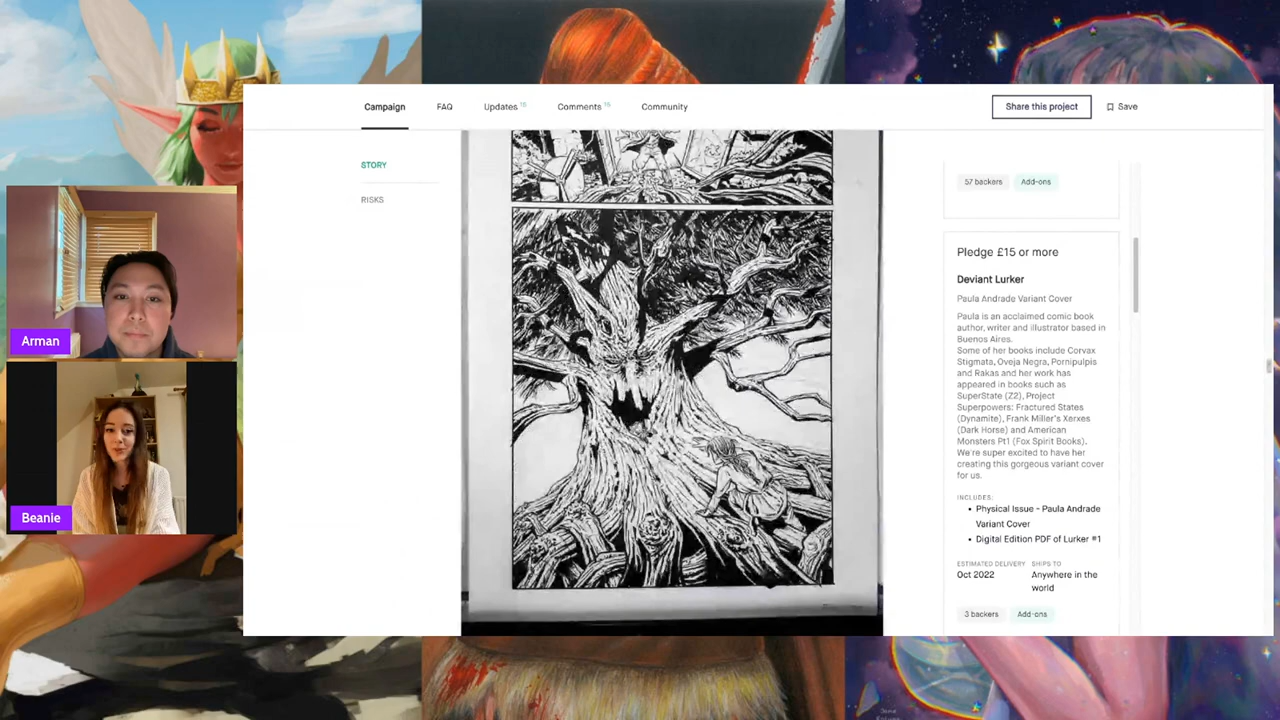 Campaign
FAQ
Updates 16
Comments 16
Community
Share this project
Save
STORY
RISKS
57 backers
Add-ons
Pledge £15 or more
Deviant Lurker
Paula Andrade Variant Cover
Paula is an acclaimed comic book
author, writer and illustrator based in
Buenos Aires.
Some of her books include Corvax
Stigmata, Oveja Negra, Pornipulpis
and Rakas and her work has
appeared in books such as
SuperState (Z2), Project
Superpowers: Fractured States
(Dynamite), Frank Miller's Xerxes
(Dark Horse) and American
Monsters Pt1 (Fox Spirit Books).
We're super excited to have her
creating this gorgeous variant cover
for us.
INCLUDES:
• Physical Issue - Paula Andrade
Variant Cover
• Digital Edition PDF of Lurker #1
ESTIMATED DELIVERY
SHIPS TO
Oct 2022
Anywhere in the
world
3 backers
Add-ons
Arman
Beanie